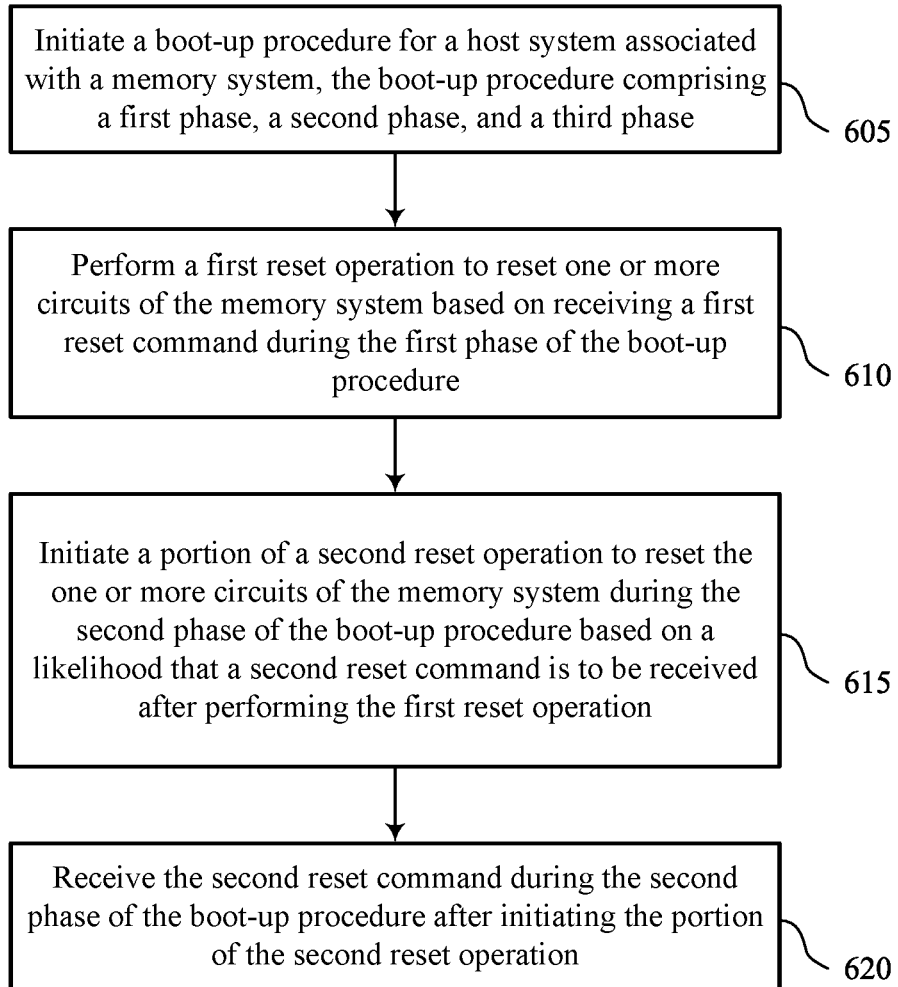 Initiate a boot-up procedure for a host system associated
with a memory system, the boot-up procedure comprising
a first phase, a second phase, and a third phase
605
Perform a first reset operation to reset one or more
circuits of the memory system based on receiving a first
reset command during the first phase of the boot-up
procedure
610
Initiate a portion of a second reset operation to reset the
one or more circuits of the memory system during the
second phase of the boot-up procedure based on a
likelihood that a second reset command is to be received
after performing the first reset operation
615
Receive the second reset command during the second
phase of the boot-up procedure after initiating the portion
of the second reset operation
620